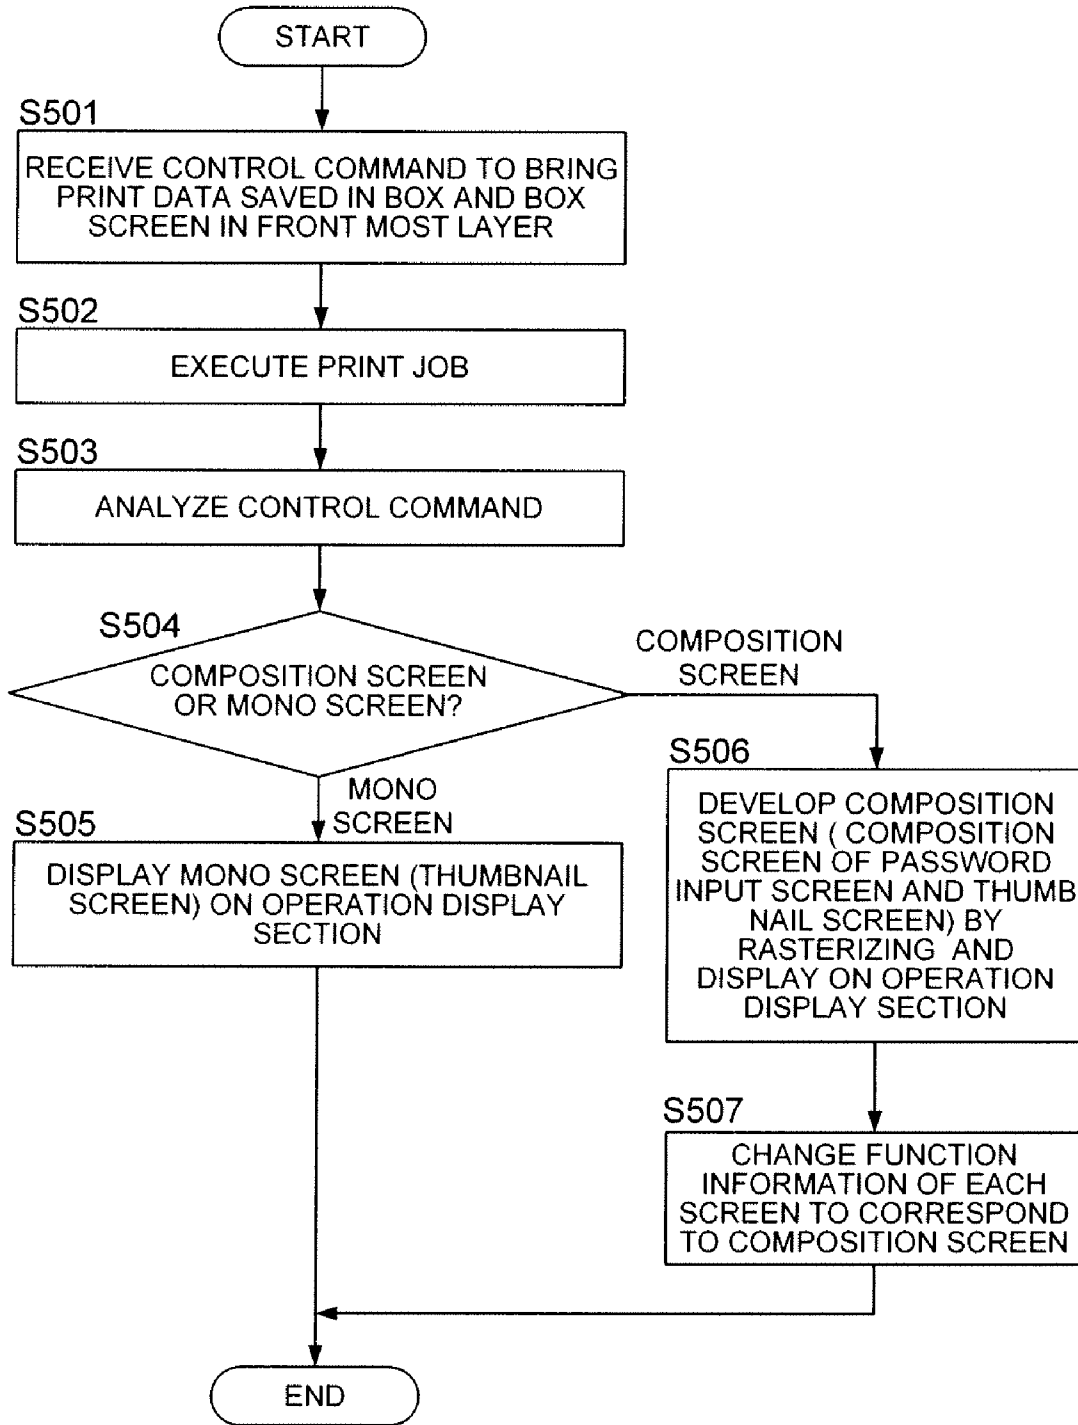 START
S501
RECEIVE CONTROL COMMAND TO BRING
PRINT DATA SAVED IN BOX AND BOX
SCREEN IN FRONT MOST LAYER
S502
EXECUTE PRINT JOB
S503
ANALYZE CONTROL COMMAND
S504
COMPOSITION SCREEN
OR MONO SCREEN?
COMPOSITION
SCREEN
MONO
SCREEN
S505
DISPLAY MONO SCREEN (THUMBNAIL
SCREEN) ON OPERATION DISPLAY
SECTION
S506
DEVELOP COMPOSITION
SCREEN ( COMPOSITION
SCREEN OF PASSWORD
INPUT SCREEN AND THUMB
NAIL SCREEN) BY
RASTERIZING AND
DISPLAY ON OPERATION
DISPLAY SECTION
S507
CHANGE FUNCTION
INFORMATION OF EACH
SCREEN TO CORRESPOND
TO COMPOSITION SCREEN
END